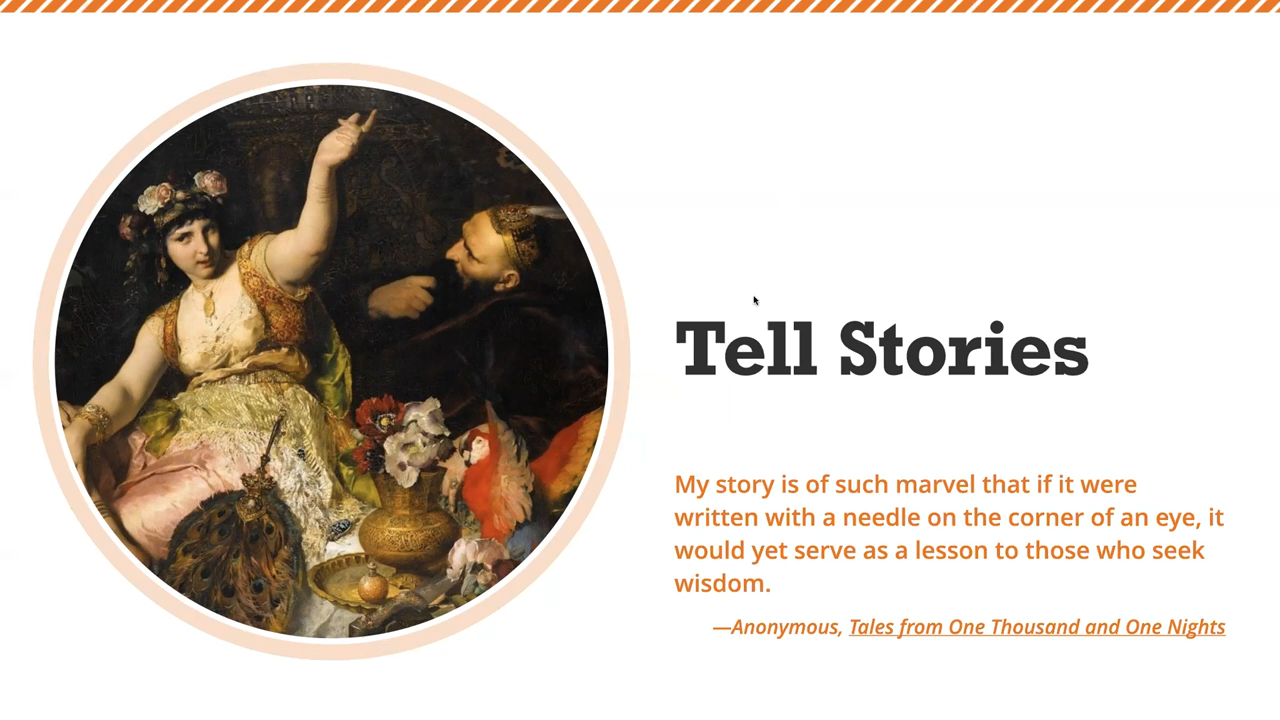 Tell Stories
My story is of such marvel that if it were
written with a needle on the corner of an eye, it
would yet serve as a lesson to those who seek
wisdom.
—Anonymous, Tales from One Thousand and One Nights